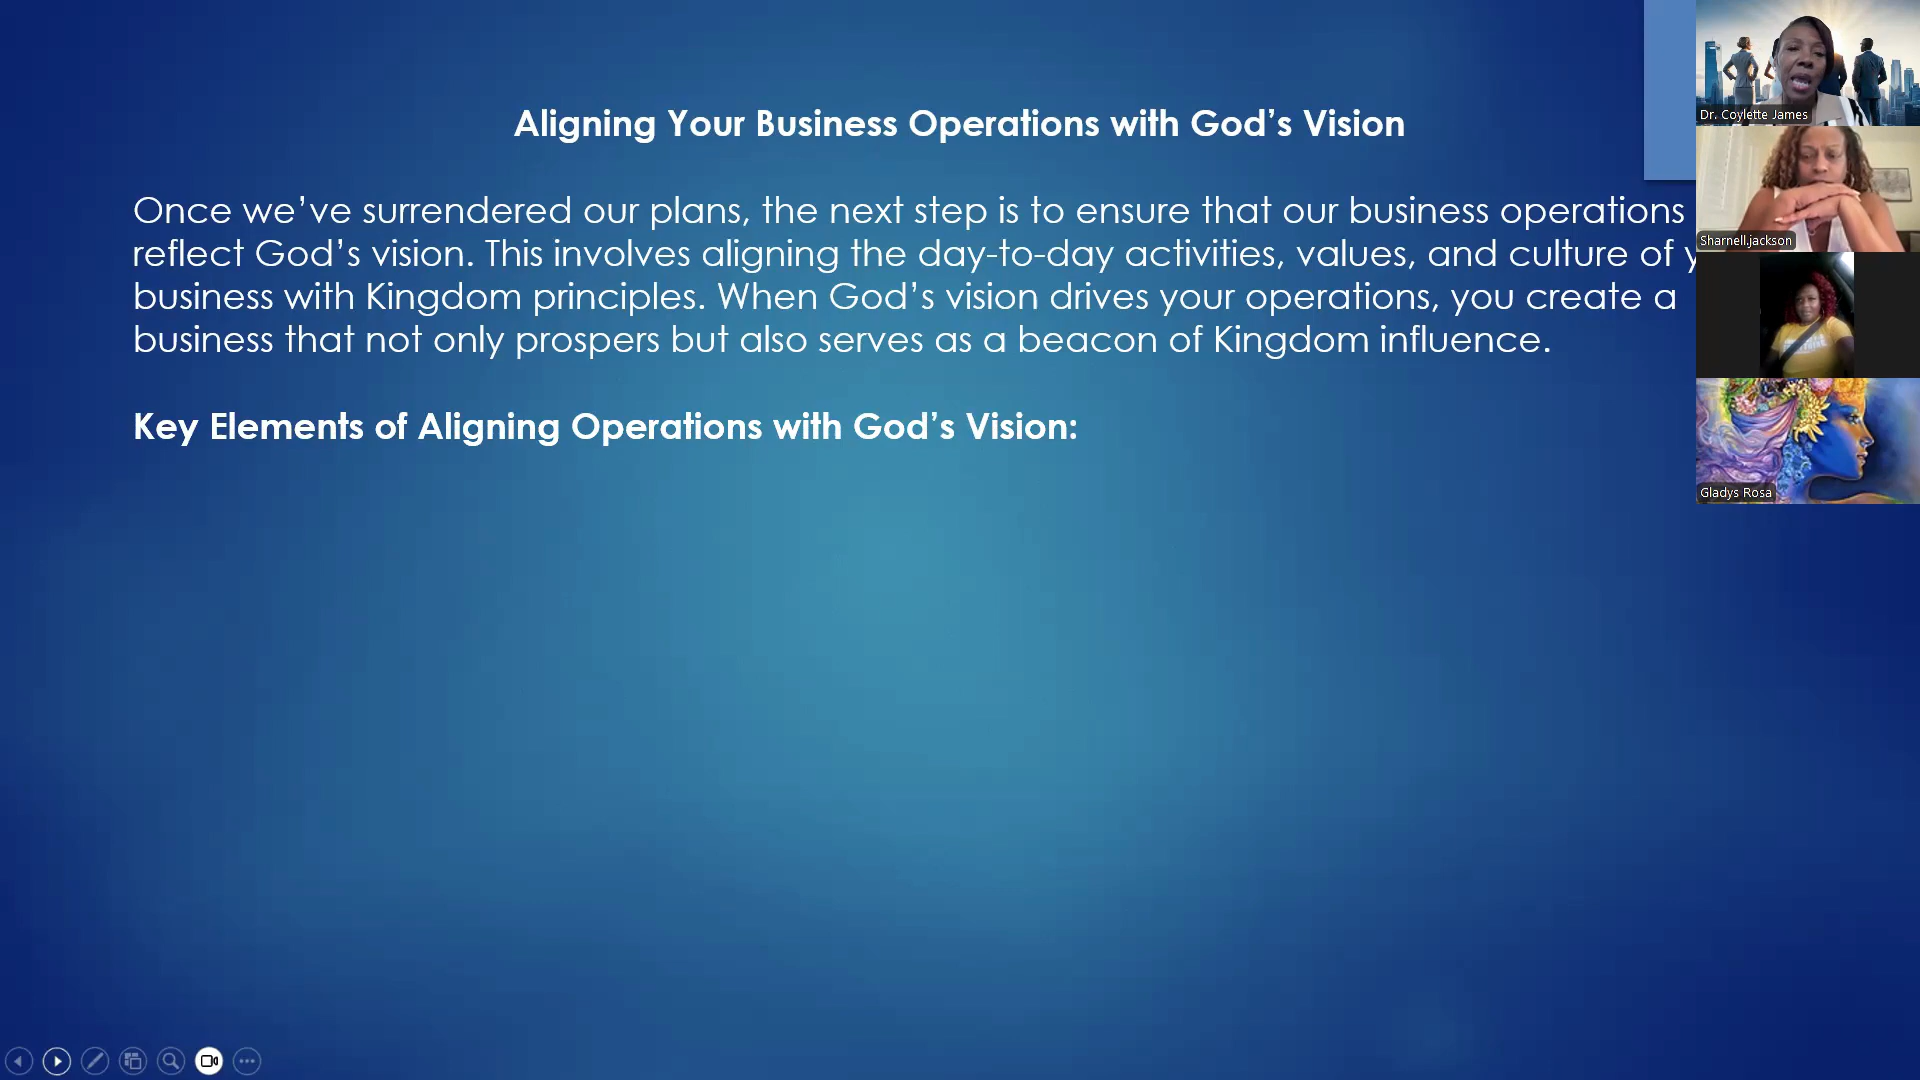 Aligning Your Business Operations with God’s Vision
Once we’ve surrendered our plans, the next step is to ensure that our business operations
reflect God’s vision. This involves aligning the day-to-day activities, values, and culture of
business with Kingdom principles. When God’s vision drives your operations, you create a
business that not only prospers but also serves as a beacon of Kingdom influence.
Key Elements of Aligning Operations with God’s Vision:
Dr. Coylette James
Sharnell.jackson
Gladys Rosa